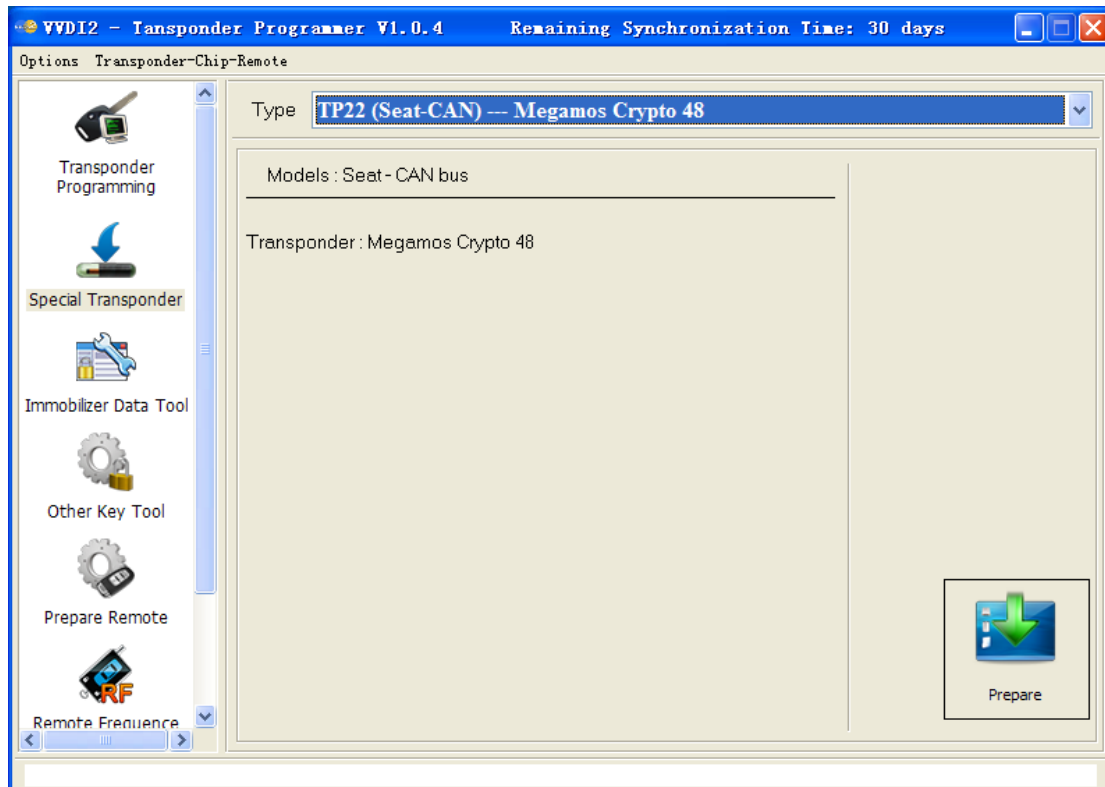 VVDI2 - Tansponder Programmer V1.0.4 Remaining Synchronization Time: 30 days
Options Transponder-Chip-Remote
Transponder
Programming
Special Transponder
Immobilizer Data Tool
Other Key Tool
Prepare Remote
RF
Remote Frequence
Type TP22 (Seat-CAN) --- Megamos Crypto 48
Models : Seat - CAN bus
Transponder : Megamos Crypto 48
Prepare